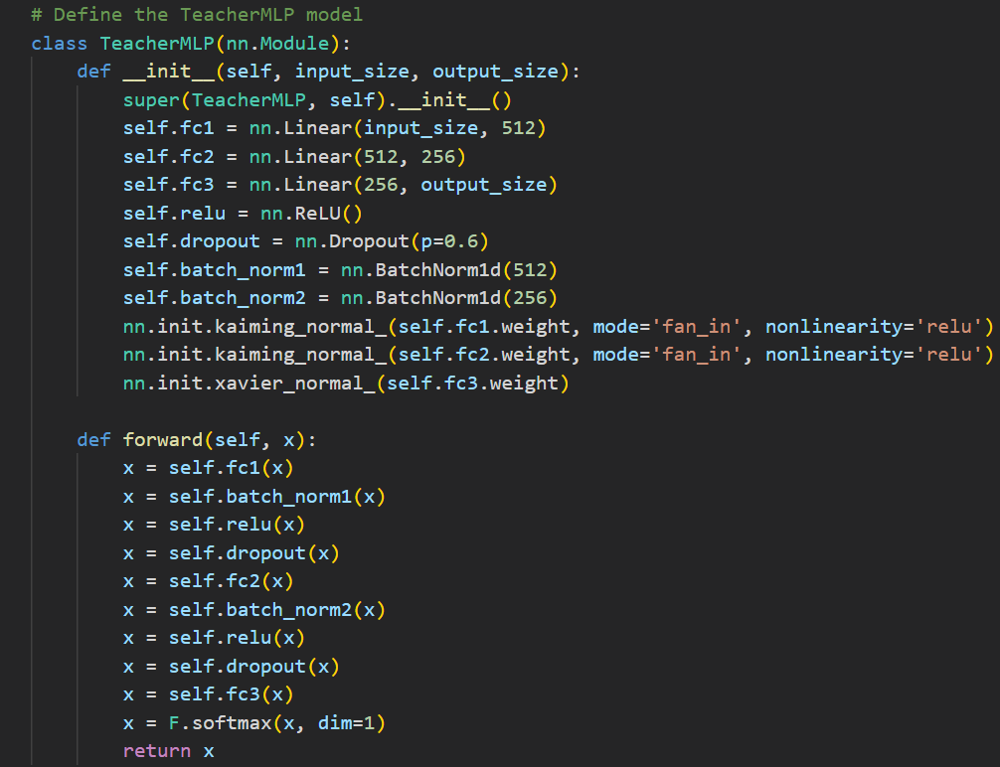 # Define the TeacherMLP model
class TeacherMLP(nn.Module):
    def __init__(self, input_size, output_size):
        super(TeacherMLP, self).__init__()
        self.fc1 = nn.Linear(input_size, 512)
        self.fc2 = nn.Linear(512, 256)
        self.fc3 = nn.Linear(256, output_size)
        self.relu = nn.ReLU()
        self.dropout = nn.Dropout(p=0.6)
        self.batch_norm1 = nn.BatchNorm1d(512)
        self.batch_norm2 = nn.BatchNorm1d(256)
        nn.init.kaiming_normal_(self.fc1.weight, mode='fan_in', nonlinearity='relu')
        nn.init.kaiming_normal_(self.fc2.weight, mode='fan_in', nonlinearity='relu')
        nn.init.xavier_normal_(self.fc3.weight)

    def forward(self, x):
        x = self.fc1(x)
        x = self.batch_norm1(x)
        x = self.relu(x)
        x = self.dropout(x)
        x = self.fc2(x)
        x = self.batch_norm2(x)
        x = self.relu(x)
        x = self.dropout(x)
        x = self.fc3(x)
        x = F.softmax(x, dim=1)
        return x